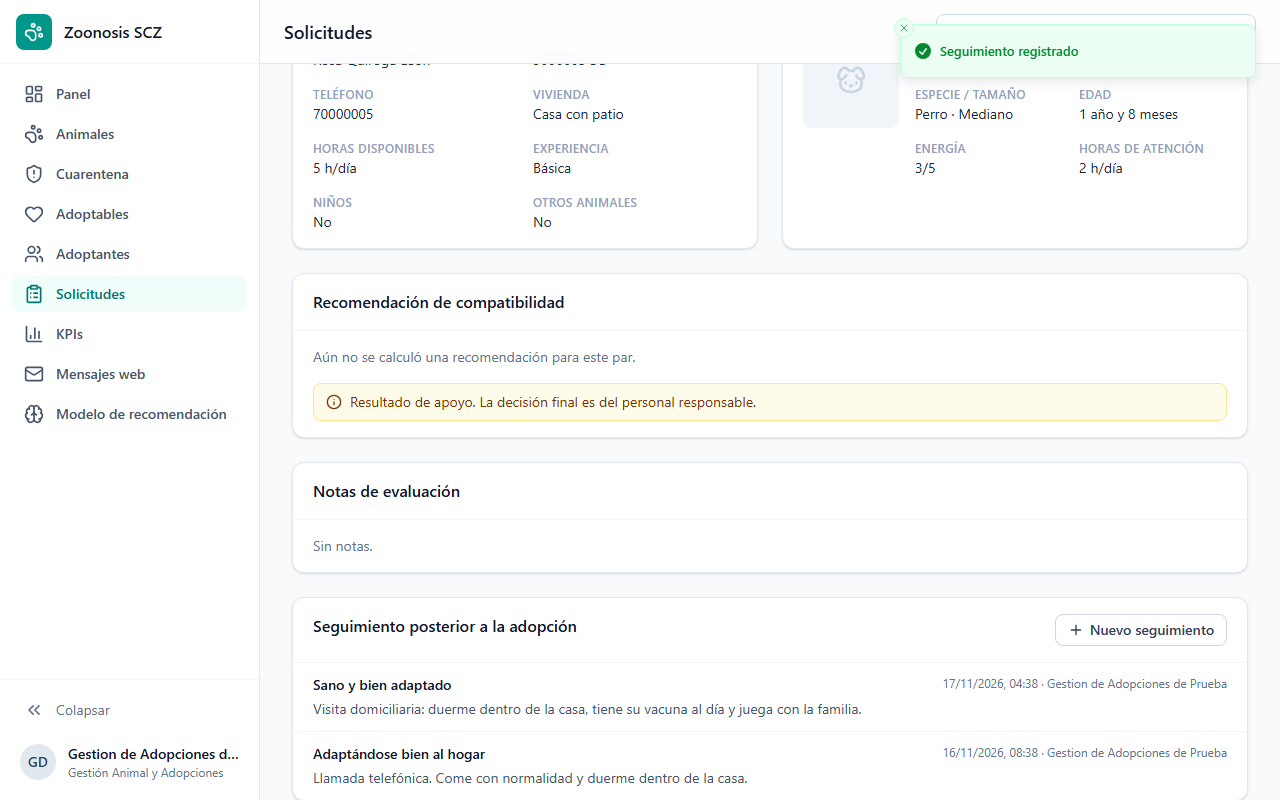 Zoonosis SCZ
Panel
Animales
Cuarentena
Adoptables
Adoptantes
Solicitudes
KPIs
Mensajes web
Modelo de recomendación
Colapsar
GD
Gestion de Adopciones d...
Gestión Animal y Adopciones
Solicitudes
Seguimiento registrado
TELÉFONO
70000005
VIVIENDA
Casa con patio
HORAS DISPONIBLES
5 h/día
EXPERIENCIA
Básica
NIÑOS
No
OTROS ANIMALES
No
ESPECIE / TAMAÑO
Perro · Mediano
EDAD
1 año y 8 meses
ENERGÍA
3/5
HORAS DE ATENCIÓN
2 h/día
Recomendación de compatibilidad
Aún no se calculó una recomendación para este par.
Resultado de apoyo. La decisión final es del personal responsable.
Notas de evaluación
Sin notas.
Seguimiento posterior a la adopción
Nuevo seguimiento
Sano y bien adaptado
17/11/2026, 04:38 · Gestion de Adopciones de Prueba
Visita domiciliaria: duerme dentro de la casa, tiene su vacuna al día y juega con la familia.
Adaptándose bien al hogar
16/11/2026, 08:38 · Gestion de Adopciones de Prueba
Llamada telefónica. Come con normalidad y duerme dentro de la casa.